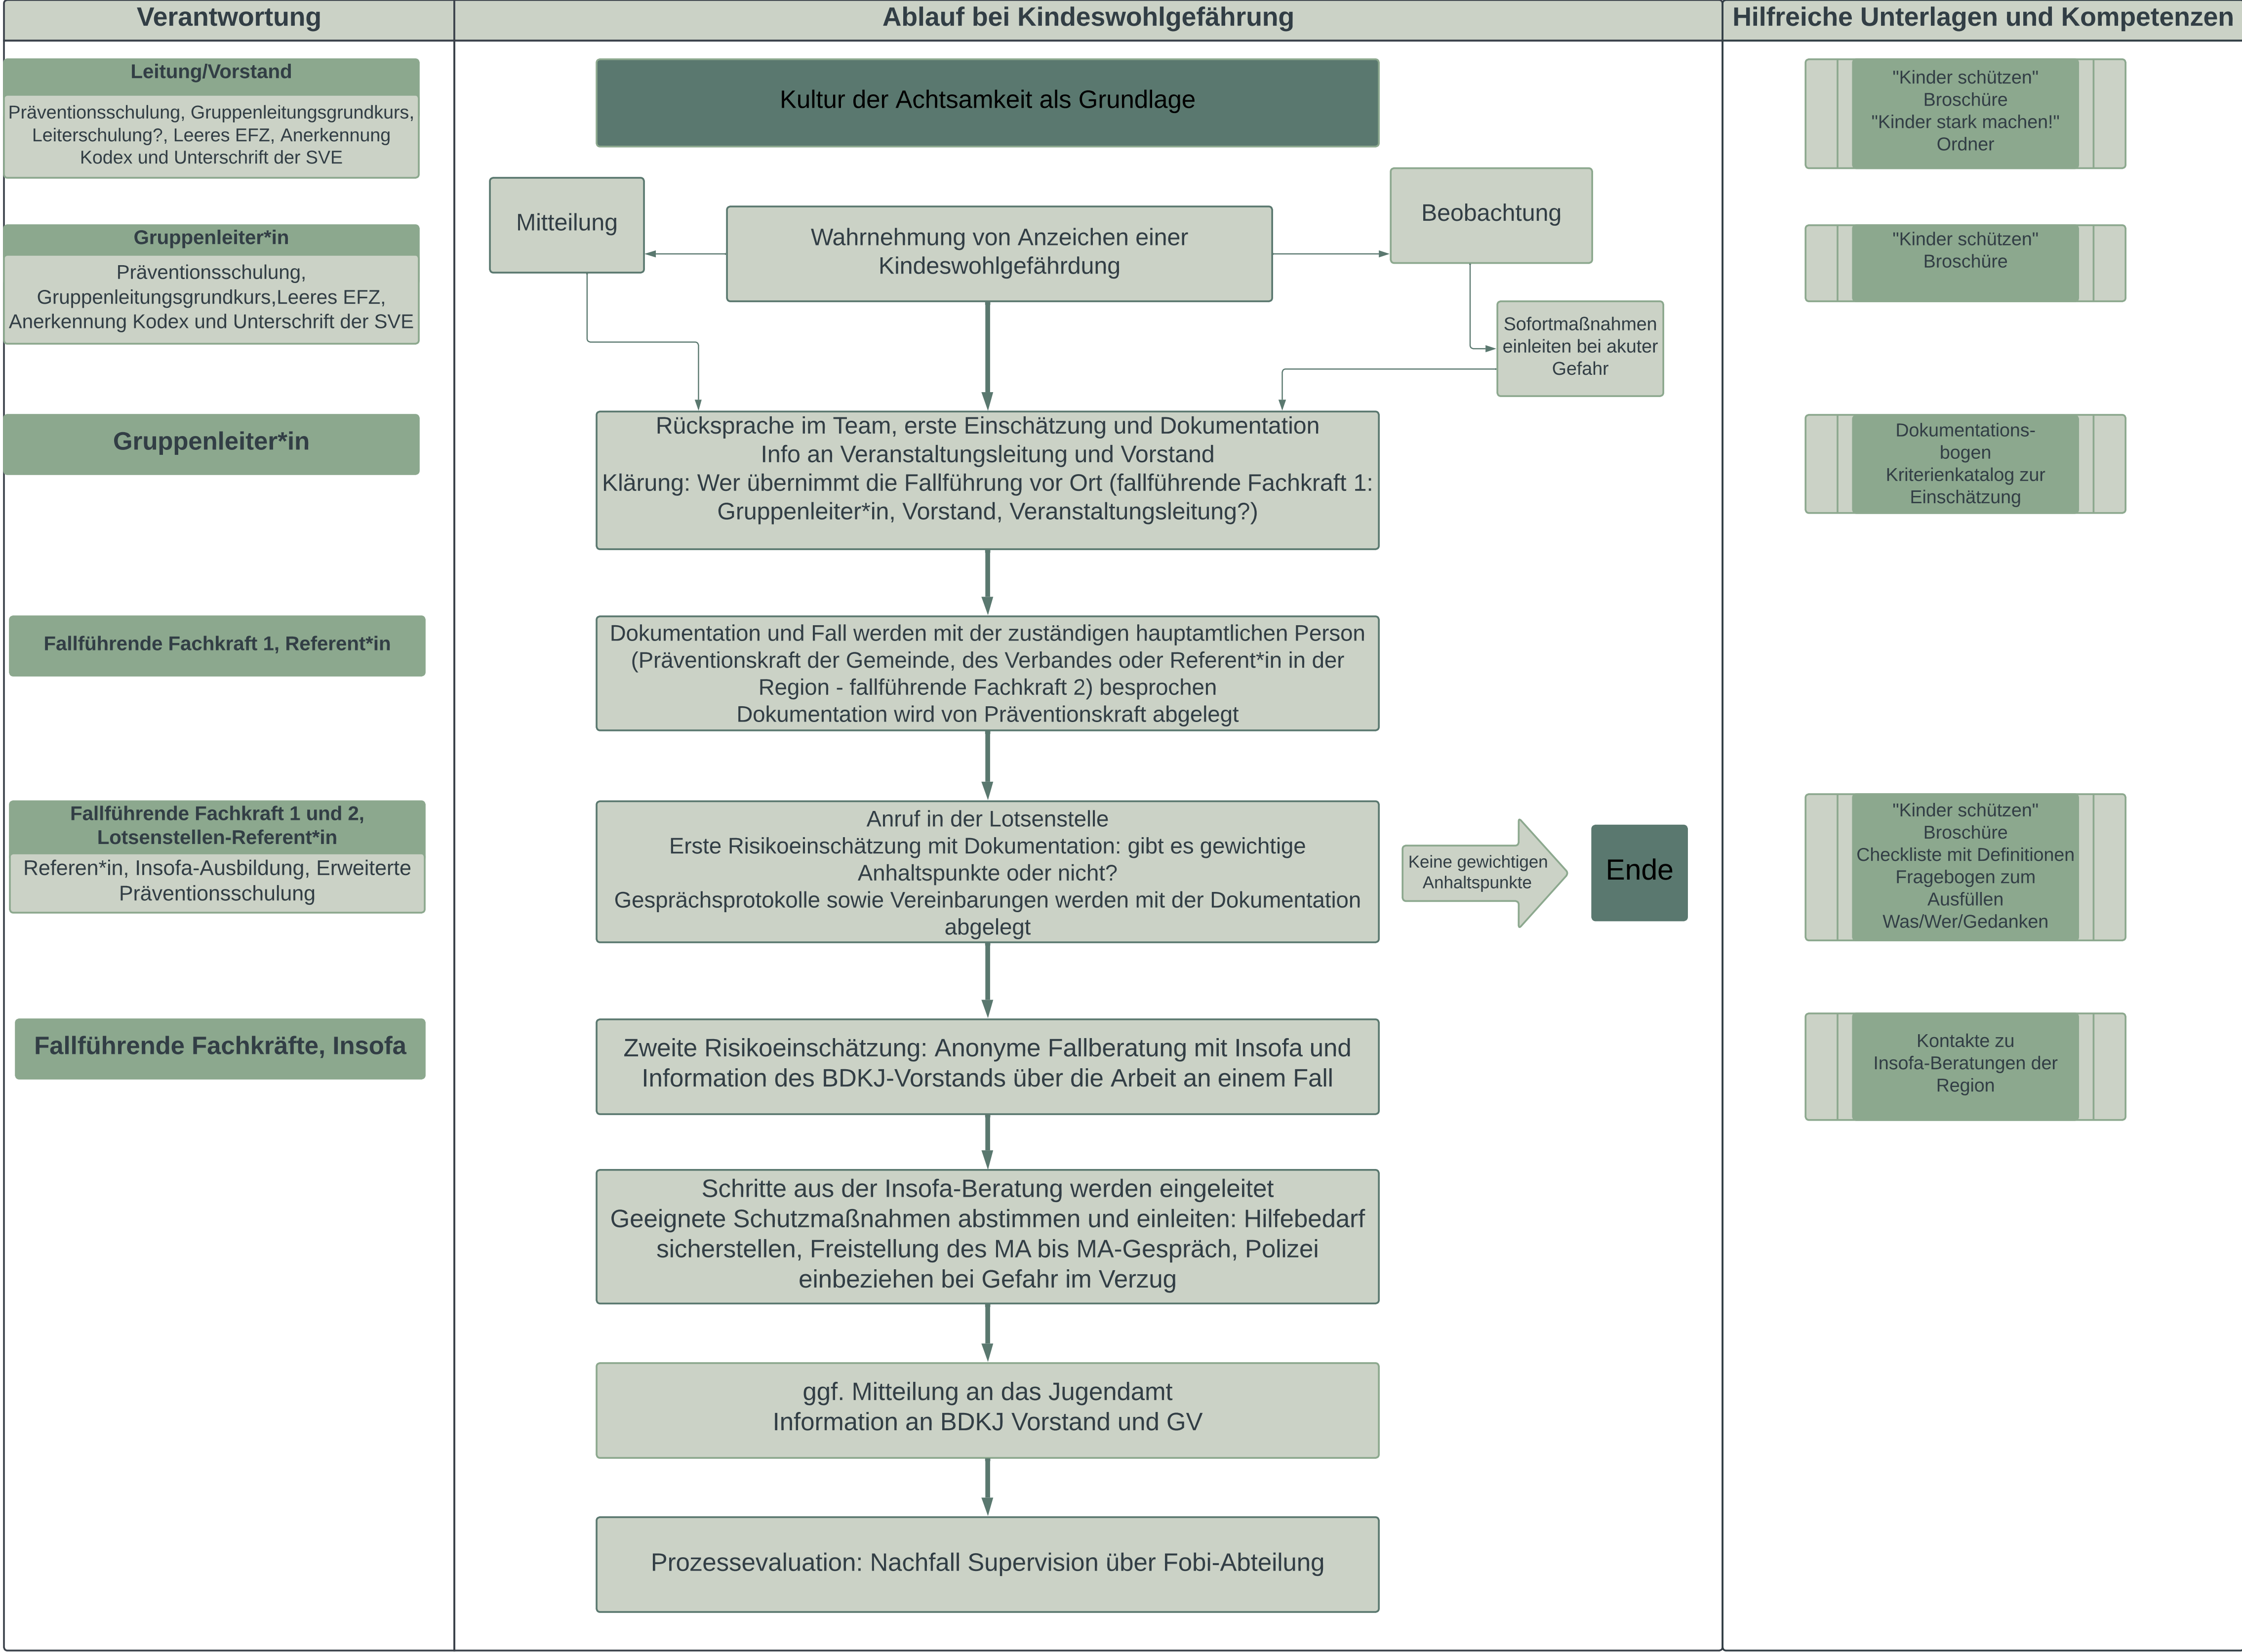 Verantwortung
Ablauf bei Kindeswohlgefährung
Hilfreiche Unterlagen und Kompetenzen
Leitung/Vorstand
Präventionsschulung, Gruppenleitungsgrundkurs,
Leiterschulung?, Leeres EFZ, Anerkennung
Kodex und Unterschrift der SVE
Kultur der Achtsamkeit als Grundlage
"Kinder schützen"
Broschüre
"Kinder stark machen!"
Ordner
Gruppenleiter*in
Präventionsschulung,
Gruppenleitungsgrundkurs,Leeres EFZ,
Anerkennung Kodex und Unterschrift der SVE
Mitteilung
Wahrnehmung von Anzeichen einer
Kindeswohlgefährdung
Beobachtung
Sofortmaßnahmen
einleiten bei akuter
Gefahr
"Kinder schützen"
Broschüre
Gruppenleiter*in
Rücksprache im Team, erste Einschätzung und Dokumentation
Info an Veranstaltungsleitung und Vorstand
Klärung: Wer übernimmt die Fallführung vor Ort (fallführende Fachkraft 1:
Gruppenleiter*in, Vorstand, Veranstaltungsleitung?)
Dokumentations-
bogen
Kriterienkatalog zur
Einschätzung
Fallführende Fachkraft 1, Referent*in
Dokumentation und Fall werden mit der zuständigen hauptamtlichen Person
(Präventionskraft der Gemeinde, des Verbandes oder Referent*in in der
Region - fallführende Fachkraft 2) besprochen
Dokumentation wird von Präventionskraft abgelegt
Fallführende Fachkraft 1 und 2,
Lotsenstellen-Referent*in
Referen*in, Insofa-Ausbildung, Erweiterte
Präventionsschulung
Anruf in der Lotsenstelle
Erste Risikoeinschätzung mit Dokumentation: gibt es gewichtige
Anhaltspunkte oder nicht?
Gesprächsprotokolle sowie Vereinbarungen werden mit der Dokumentation
abgelegt
Keine gewichtigen
Anhaltspunkte
Ende
"Kinder schützen"
Broschüre
Checkliste mit Definitionen
Fragebogen zum
Ausfüllen
Was/Wer/Gedanken
Fallführende Fachkräfte, Insofa
Zweite Risikoeinschätzung: Anonyme Fallberatung mit Insofa und
Information des BDKJ-Vorstands über die Arbeit an einem Fall
Kontakte zu
Insofa-Beratungen der
Region
Schritte aus der Insofa-Beratung werden eingeleitet
Geeignete Schutzmaßnahmen abstimmen und einleiten: Hilfebedarf
sicherstellen, Freistellung des MA bis MA-Gespräch, Polizei
einbeziehen bei Gefahr im Verzug
ggf. Mitteilung an das Jugendamt
Information an BDKJ Vorstand und GV
Prozessevaluation: Nachfall Supervision über Fobi-Abteilung